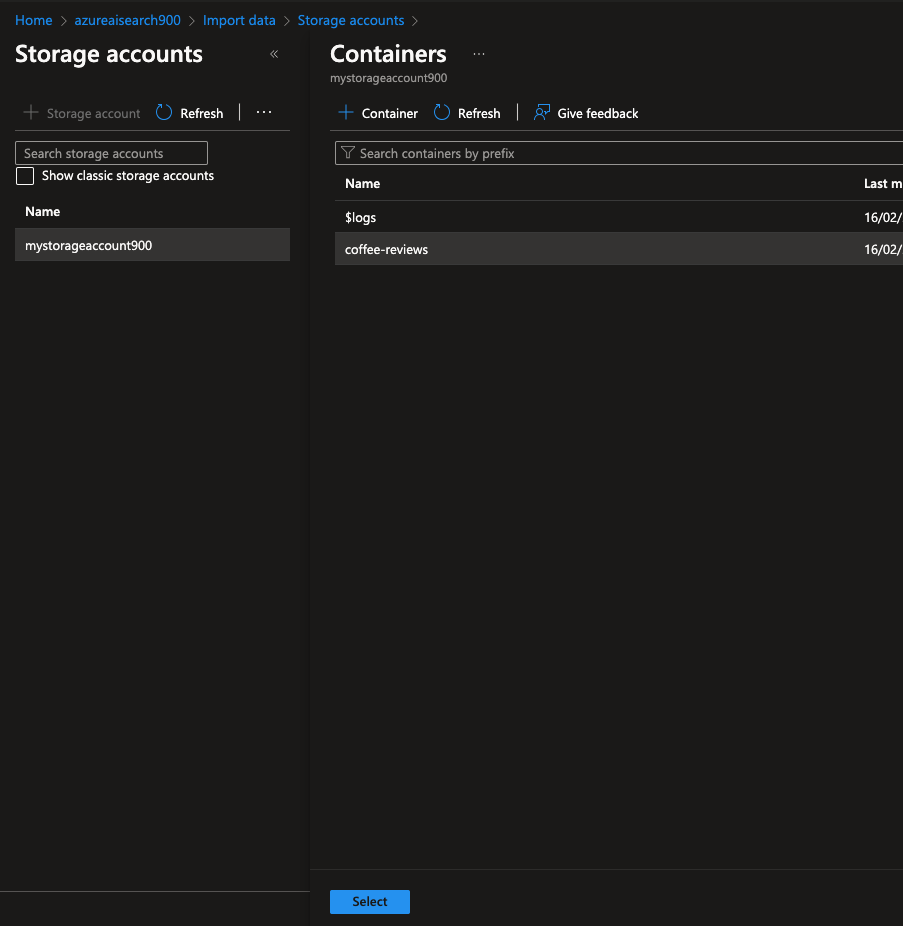 Home > azureaisearch900 > Import data > Storage accounts >
Storage accounts «
+ Storage account Refresh | ...
Search storage accounts
Show classic storage accounts
Name
mystorageaccount900
Containers ...
mystorageaccount900
+ Container Refresh | Give feedback
Search containers by prefix
Name Last m
$logs 16/02/
coffee-reviews 16/02/
Select